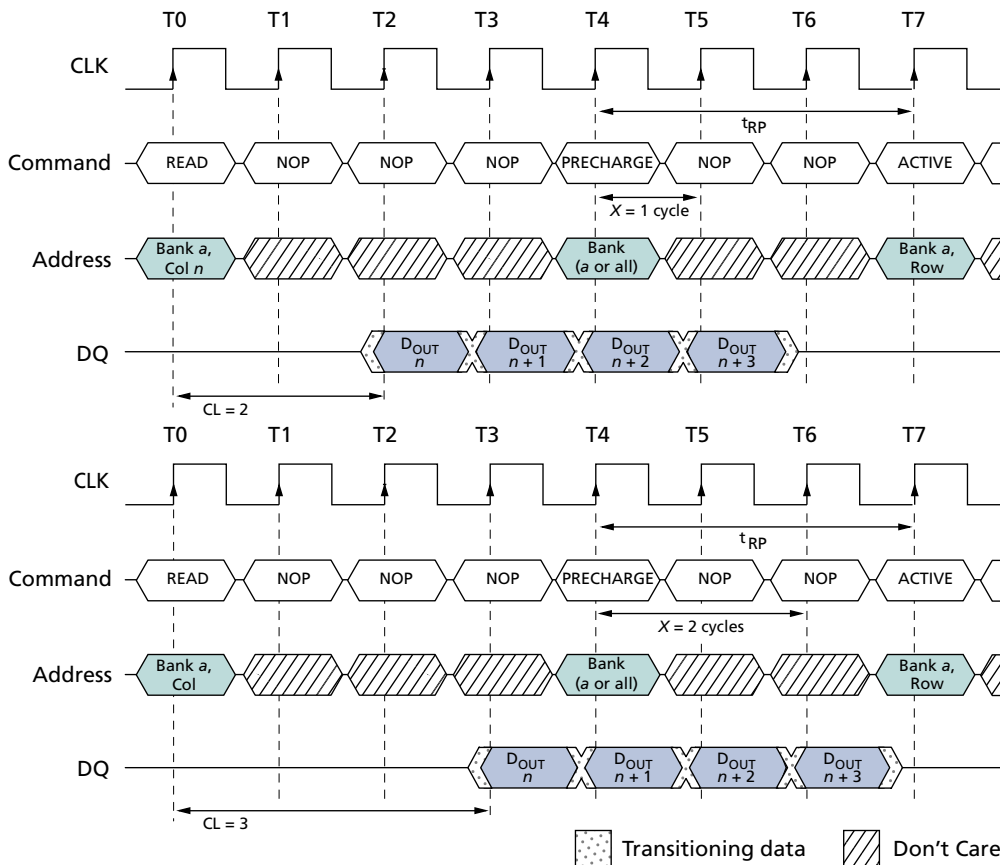 T0 T1 T2 T3 T4 T5 T6 T7
CLK
tRP
Command READ NOP NOP NOP PRECHARGE NOP NOP ACTIVE
X = 1 cycle
Address Bank a, Col n Bank (a or all) Bank a, Row
DQ DOUT n DOUT n + 1 DOUT n + 2 DOUT n + 3
CL = 2
T0 T1 T2 T3 T4 T5 T6 T7
CLK
tRP
Command READ NOP NOP NOP PRECHARGE NOP NOP ACTIVE
X = 2 cycles
Address Bank a, Col Bank (a or all) Bank a, Row
DQ DOUT n DOUT n + 1 DOUT n + 2 DOUT n + 3
CL = 3
Transitioning data Don't Care